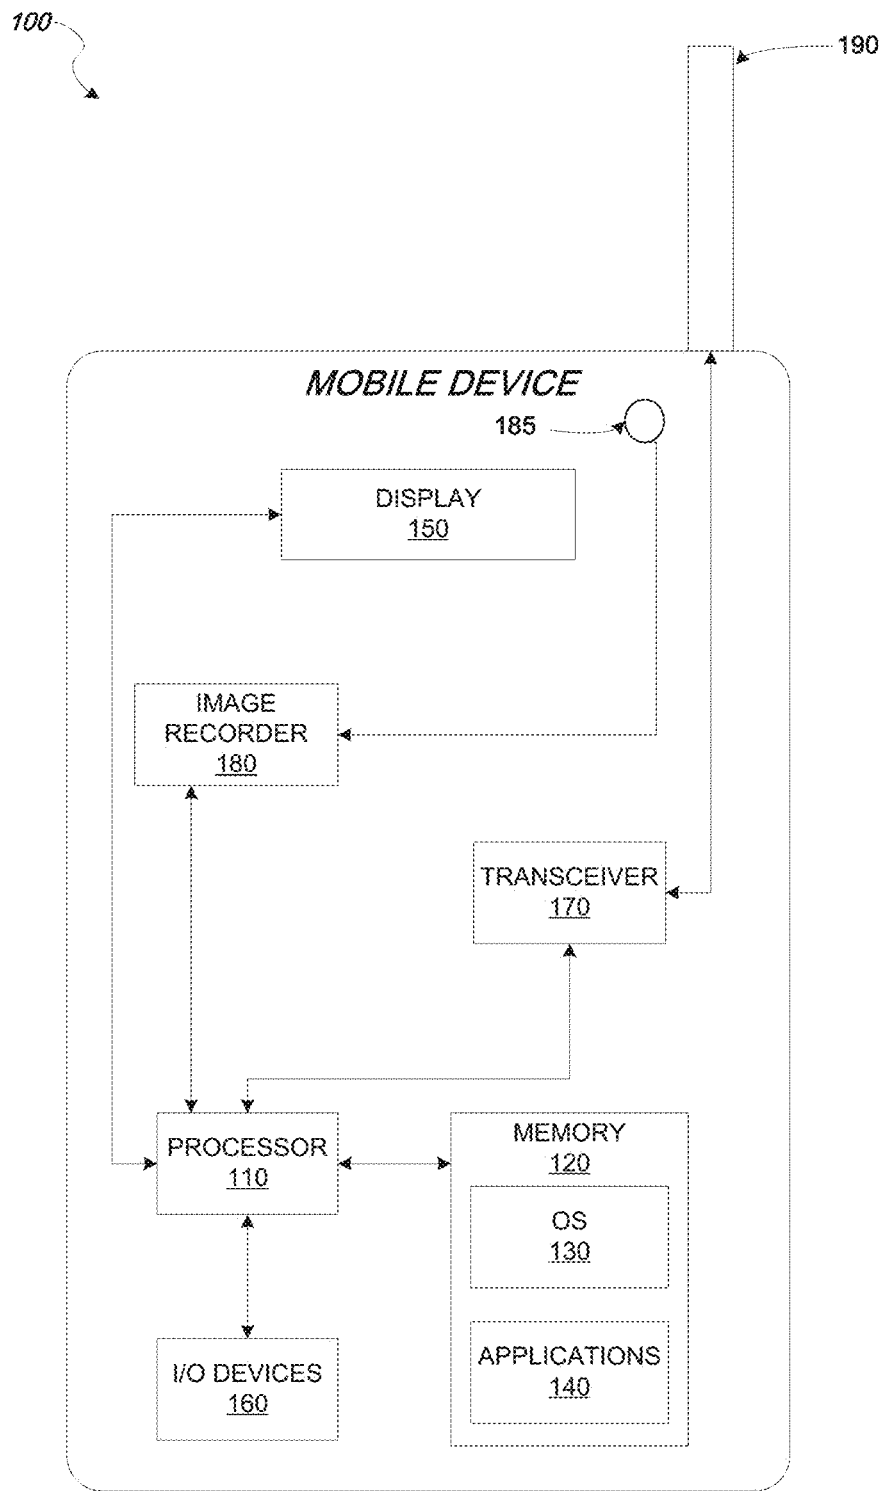 100
190
MOBILE DEVICE
185
DISPLAY
150
IMAGE
RECORDER
180
TRANSCEIVER
170
PROCESSOR
110
MEMORY
120
OS
130
APPLICATIONS
140
I/O DEVICES
160